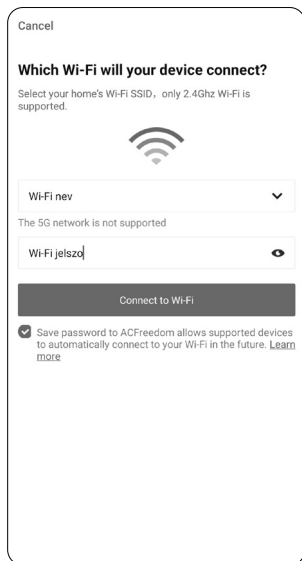 Cancel
Which Wi-Fi will your device connect?
Select your home's Wi-Fi SSID, only 2.4Ghz Wi-Fi is
supported.
Wi-Fi nev
The 5G network is not supported
Wi-Fi jelszo
Connect to Wi-Fi
Save password to ACFreedom allows supported devices
to automatically connect to your Wi-Fi in the future. Learn
more